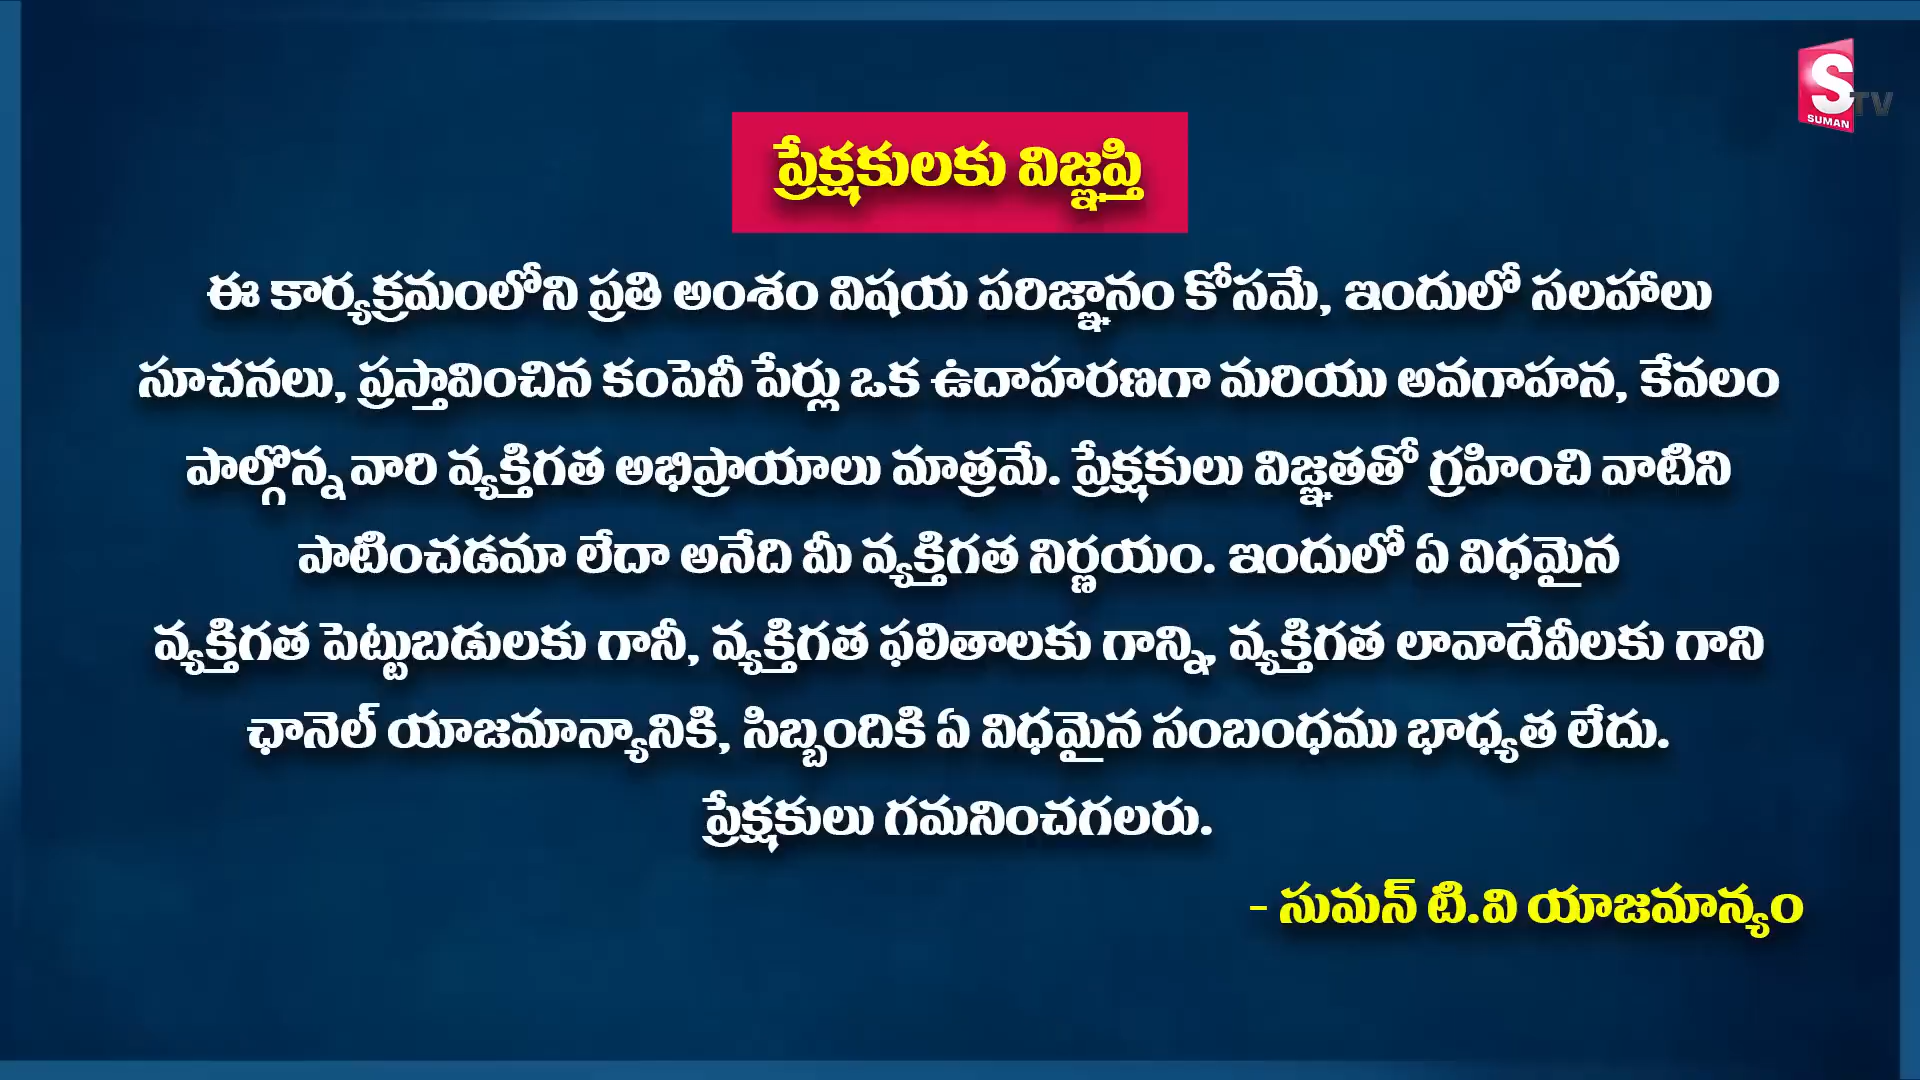 S
TV
SUMAN
ప్రేక్షకులకు విజ్ఞప్తి
ఈ కార్యక్రమంలోని ప్రతి అంశం విషయ పరిజ్ఞానం కోసమే, ఇందులో సలహాలు
సూచనలు, ప్రస్తావించిన కంపెనీ పేర్లు ఒక ఉదాహరణగా మరియు అవగాహన, కేవలం
పాల్గొన్న వారి వ్యక్తిగత అభిప్రాయాలు మాత్రమే. ప్రేక్షకులు విజ్ఞతతో గ్రహించి వాటిని
పాటించడమా లేదా అనేది మీ వ్యక్తిగత నిర్ణయం. ఇందులో ఏ విధమైన
వ్యక్తిగత పెట్టుబడులకు గానీ, వ్యక్తిగత ఫలితాలకు గాన్ని, వ్యక్తిగత లావాదేవీలకు గాని
ఛానెల్ యాజమాన్యానికి, సిబ్బందికి ఏ విధమైన సంబంధము భాధ్యత లేదు.
ప్రేక్షకులు గమనించగలరు.
- సుమన్ టి.వి యాజమాన్యం